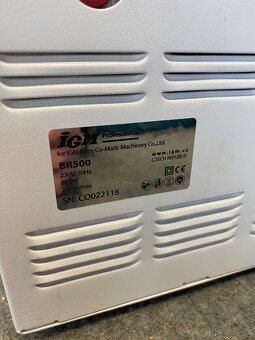 iGM Professional
for IGM from Co-Matic Machinery Co.,Ltd.
BR500
www.igm.cz
CZECH REPUBLIC
230V, 50Hz
SN: CO022118